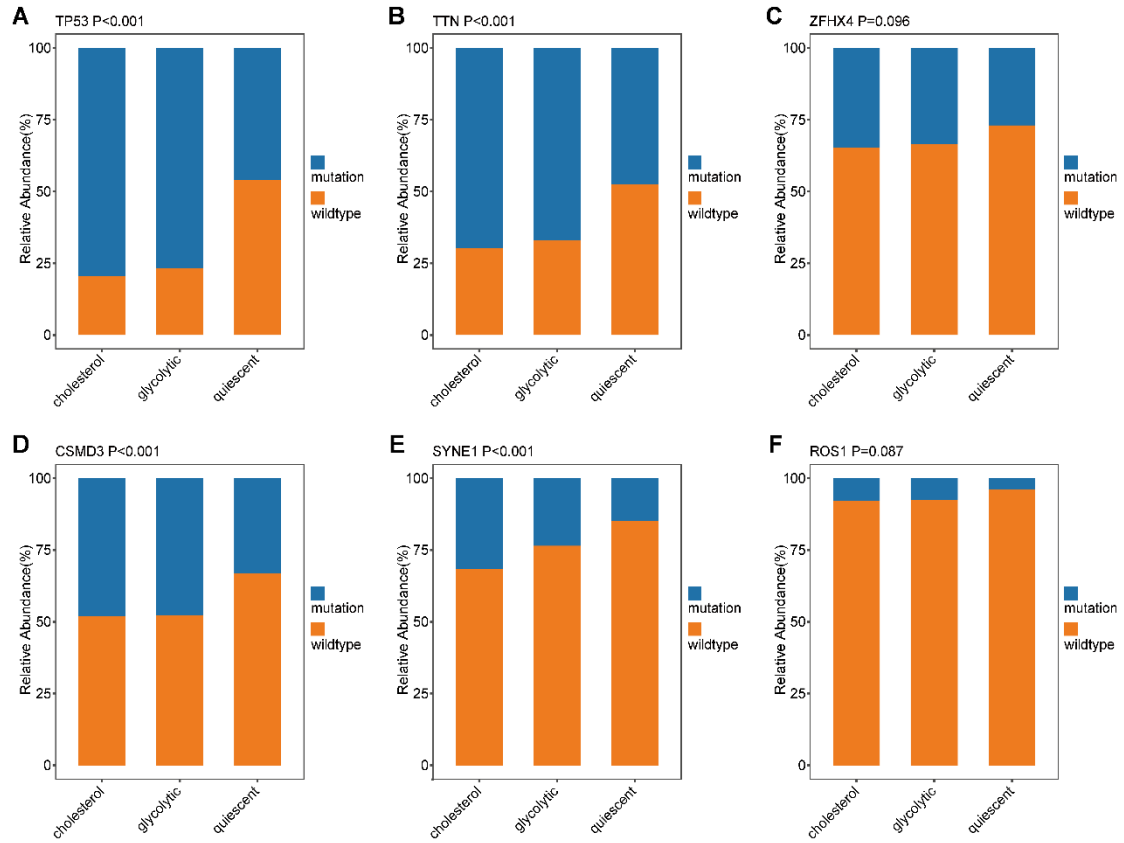 A
TP53 P<0.001
Relative Abundance(%)
100
75
50
25
0
cholesterol
glycolytic
quiescent
mutation
wildtype
B
TTN P<0.001
Relative Abundance(%)
100
75
50
25
0
cholesterol
glycolytic
quiescent
mutation
wildtype
C
ZFHX4 P=0.096
Relative Abundance(%)
100
75
50
25
0
cholesterol
glycolytic
quiescent
mutation
wildtype
D
CSMD3 P<0.001
Relative Abundance(%)
100
75
50
25
0
cholesterol
glycolytic
quiescent
mutation
wildtype
E
SYNE1 P<0.001
Relative Abundance(%)
100
75
50
25
0
cholesterol
glycolytic
quiescent
mutation
wildtype
F
ROS1 P=0.087
Relative Abundance(%)
100
75
50
25
0
cholesterol
glycolytic
quiescent
mutation
wildtype